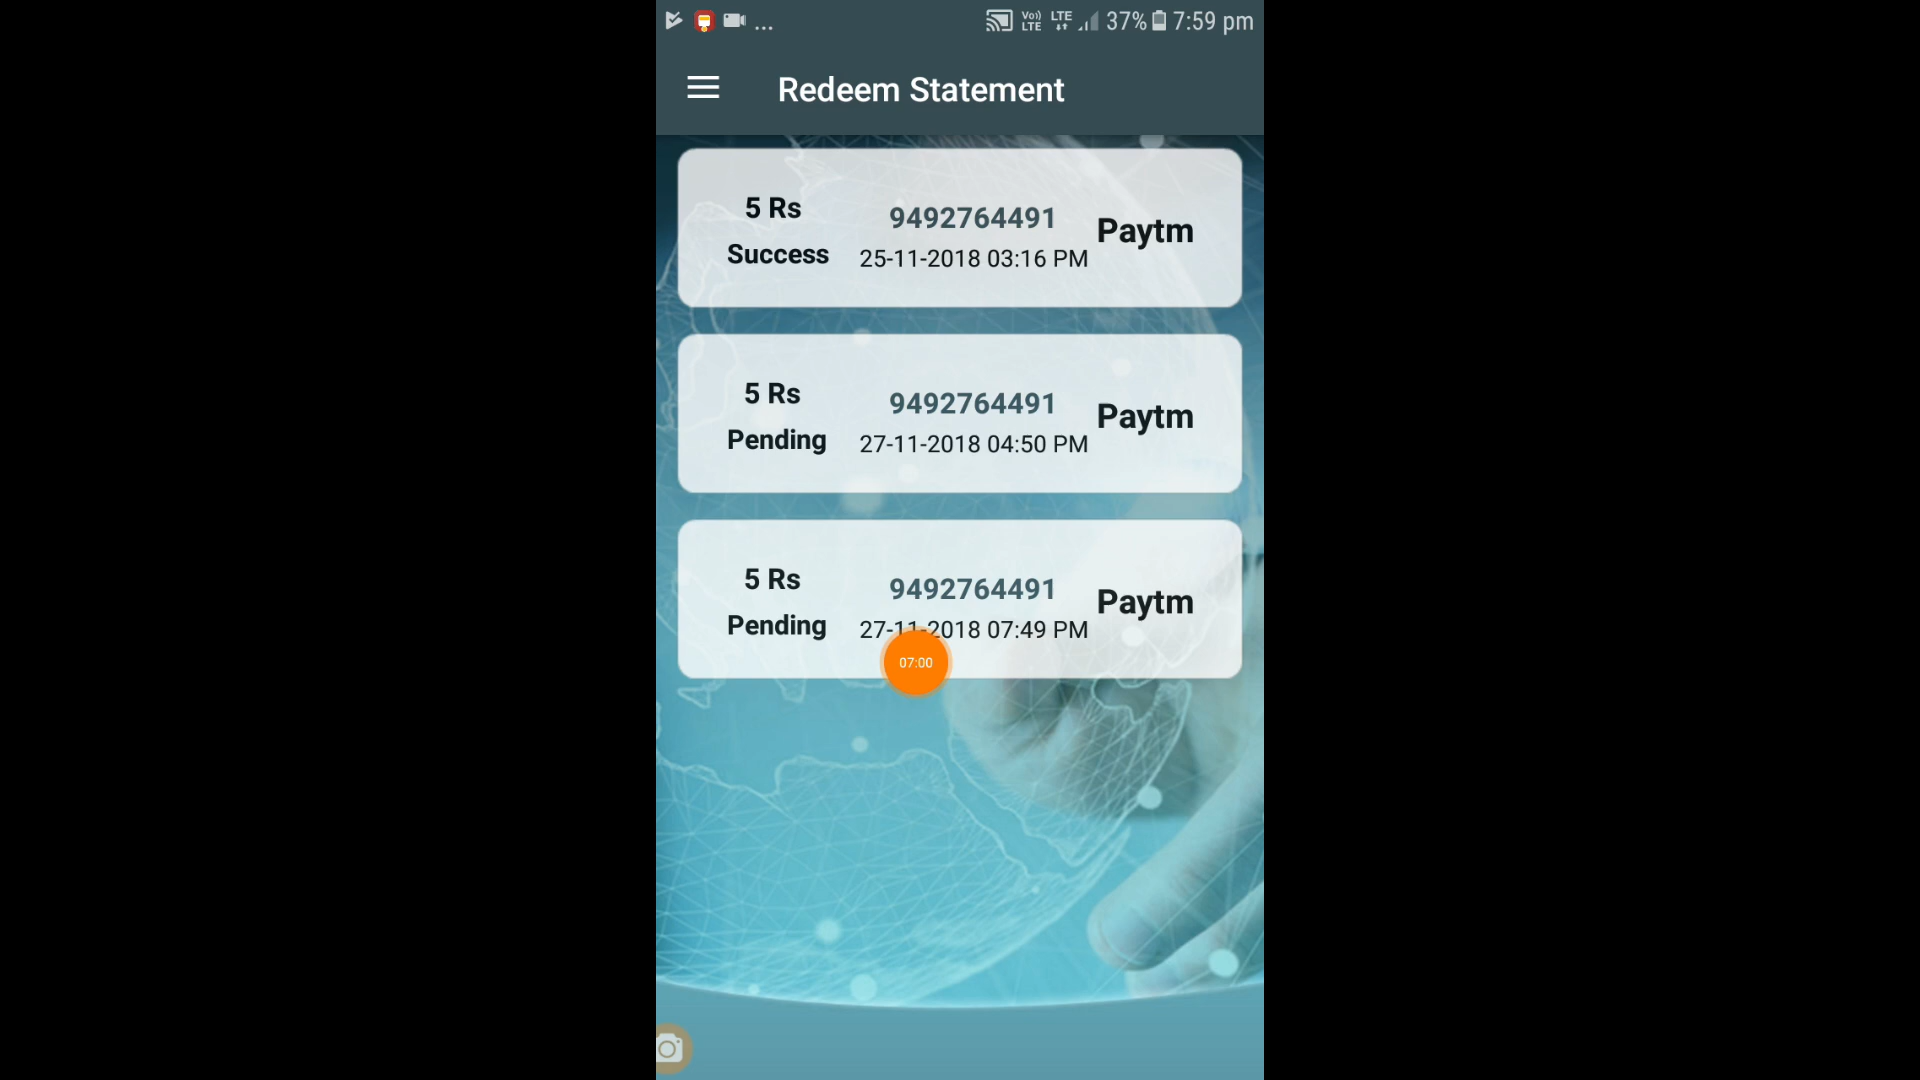 ... Vo) LTE LTE 37% 7:59 pm
Redeem Statement
5 Rs
9492764491
Paytm
Success
25-11-2018 03:16 PM
5 Rs
9492764491
Paytm
Pending
27-11-2018 04:50 PM
5 Rs
9492764491
Paytm
Pending
27-11-2018 07:49 PM
07:00